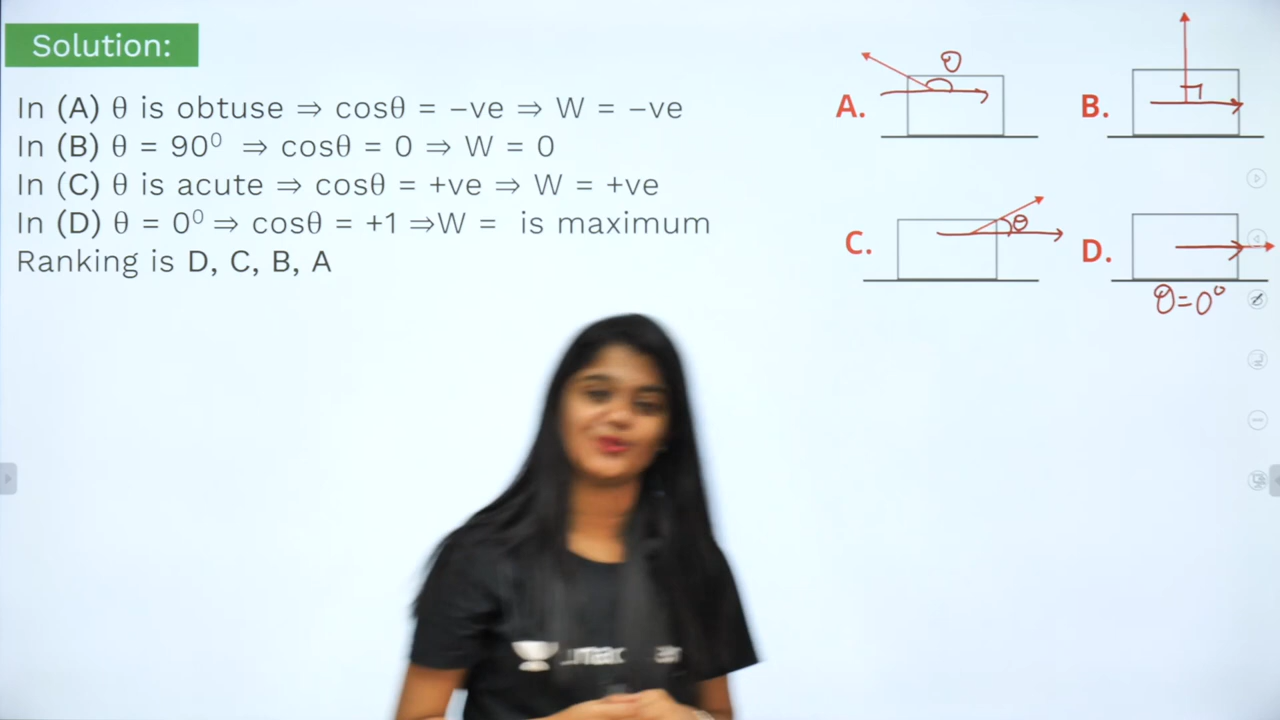 Solution:
In (A) θ is obtuse ⇒ cosθ = −ve ⇒ W = −ve
In (B) θ = 90⁰ ⇒ cosθ = 0 ⇒ W = 0
In (C) θ is acute ⇒ cosθ = +ve ⇒ W = +ve
In (D) θ = 0⁰ ⇒ cosθ = +1 ⇒W = is maximum
Ranking is D, C, B, A
θ
A.
B.
C.
θ
D.
θ=0°